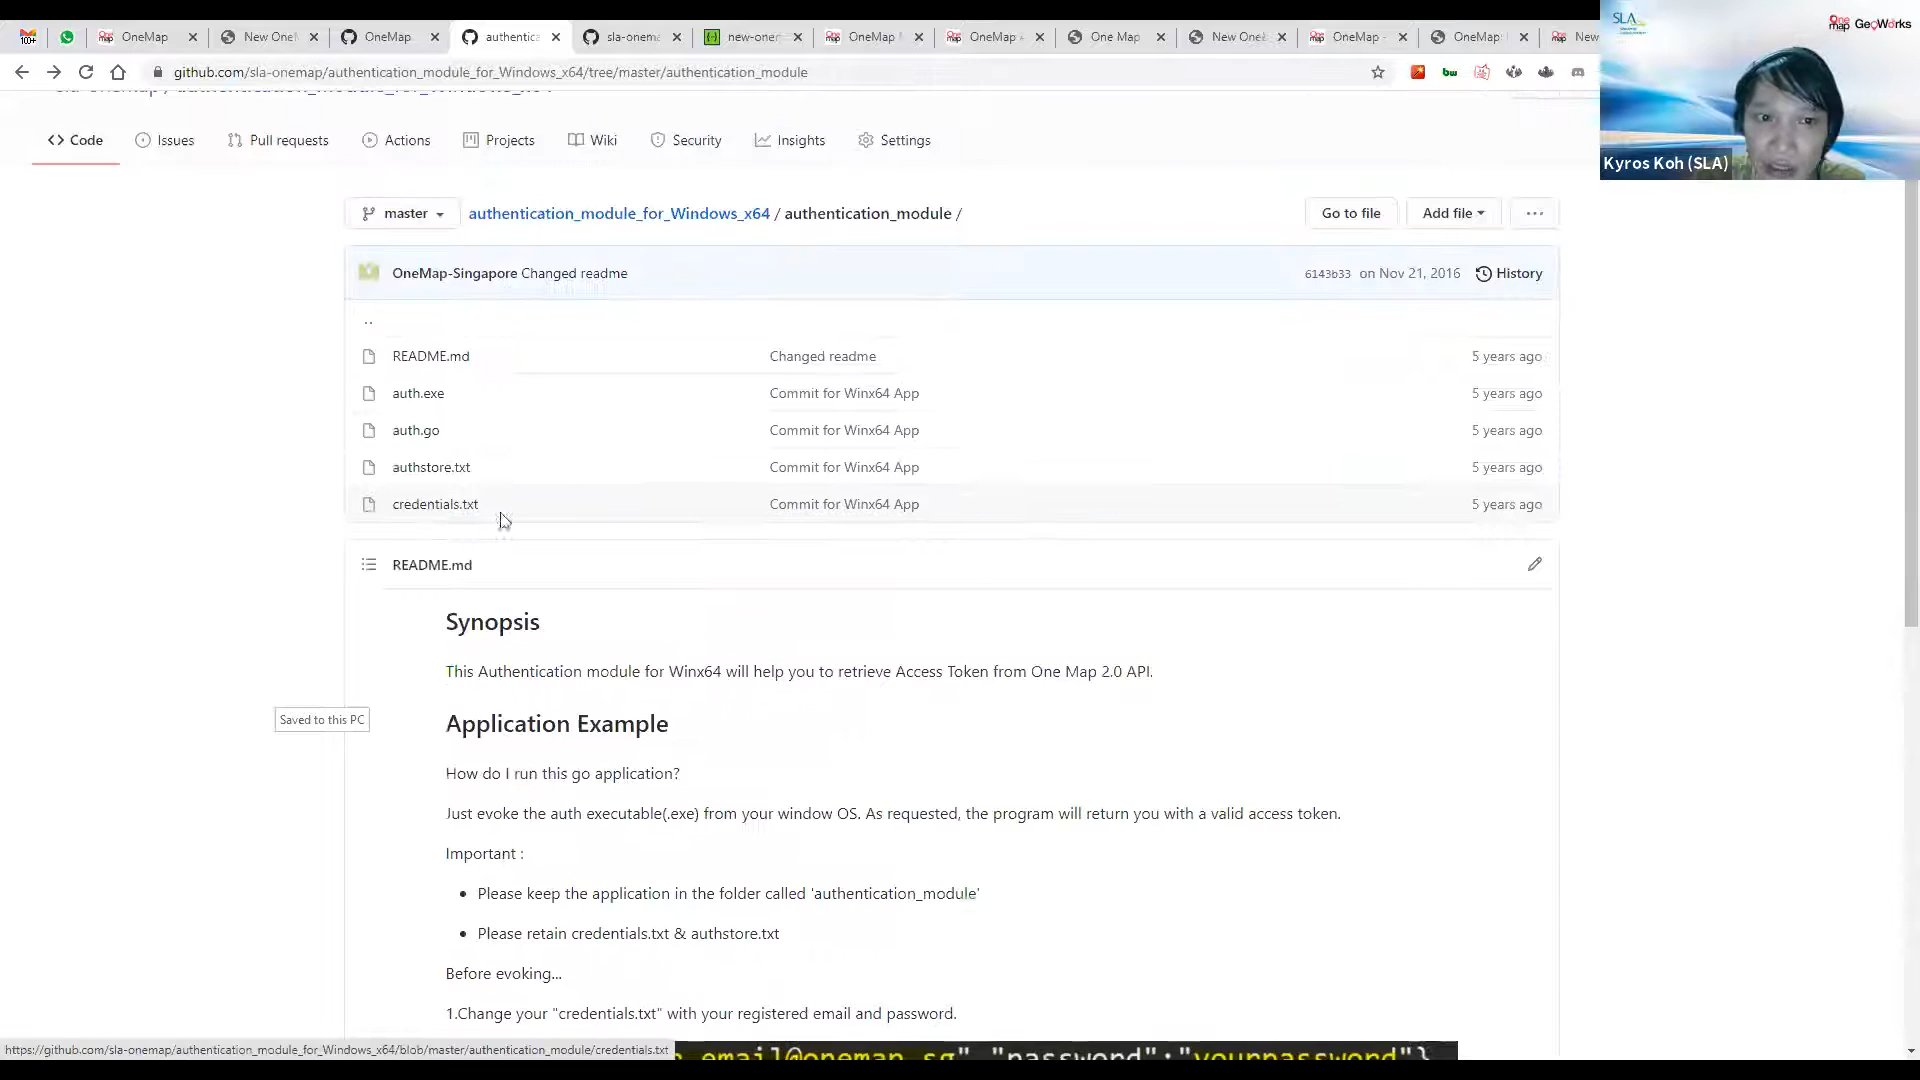 100+
OneMap
New OneM
OneMap
authentica
sla-onema
new-onem
OneMap
OneMap
One Map
New OneM
OneMap -
OneMap:
New
SLA
onemap GeoWorks
github.com/sla-onemap/authentication_module_for_Windows_x64/tree/master/authentication_module
bw
Kyros Koh (SLA)
Code
Issues
Pull requests
Actions
Projects
Wiki
Security
Insights
Settings
master
authentication_module_for_Windows_x64 / authentication_module /
Go to file
Add file
...
OneMap-Singapore Changed readme
6143b33 on Nov 21, 2016
History
..
README.md Changed readme 5 years ago
auth.exe Commit for Winx64 App 5 years ago
auth.go Commit for Winx64 App 5 years ago
authstore.txt Commit for Winx64 App 5 years ago
credentials.txt Commit for Winx64 App 5 years ago
README.md
Synopsis
This Authentication module for Winx64 will help you to retrieve Access Token from One Map 2.0 API.
Saved to this PC
Application Example
How do I run this go application?
Just evoke the auth executable(.exe) from your window OS. As requested, the program will return you with a valid access token.
Important :
• Please keep the application in the folder called 'authentication_module'
• Please retain credentials.txt & authstore.txt
Before evoking...
1.Change your "credentials.txt" with your registered email and password.
https://github.com/sla-onemap/authentication_module_for_Windows_x64/blob/master/authentication_module/credentials.txt
email@onemap.sg","password":"yourpassword"}